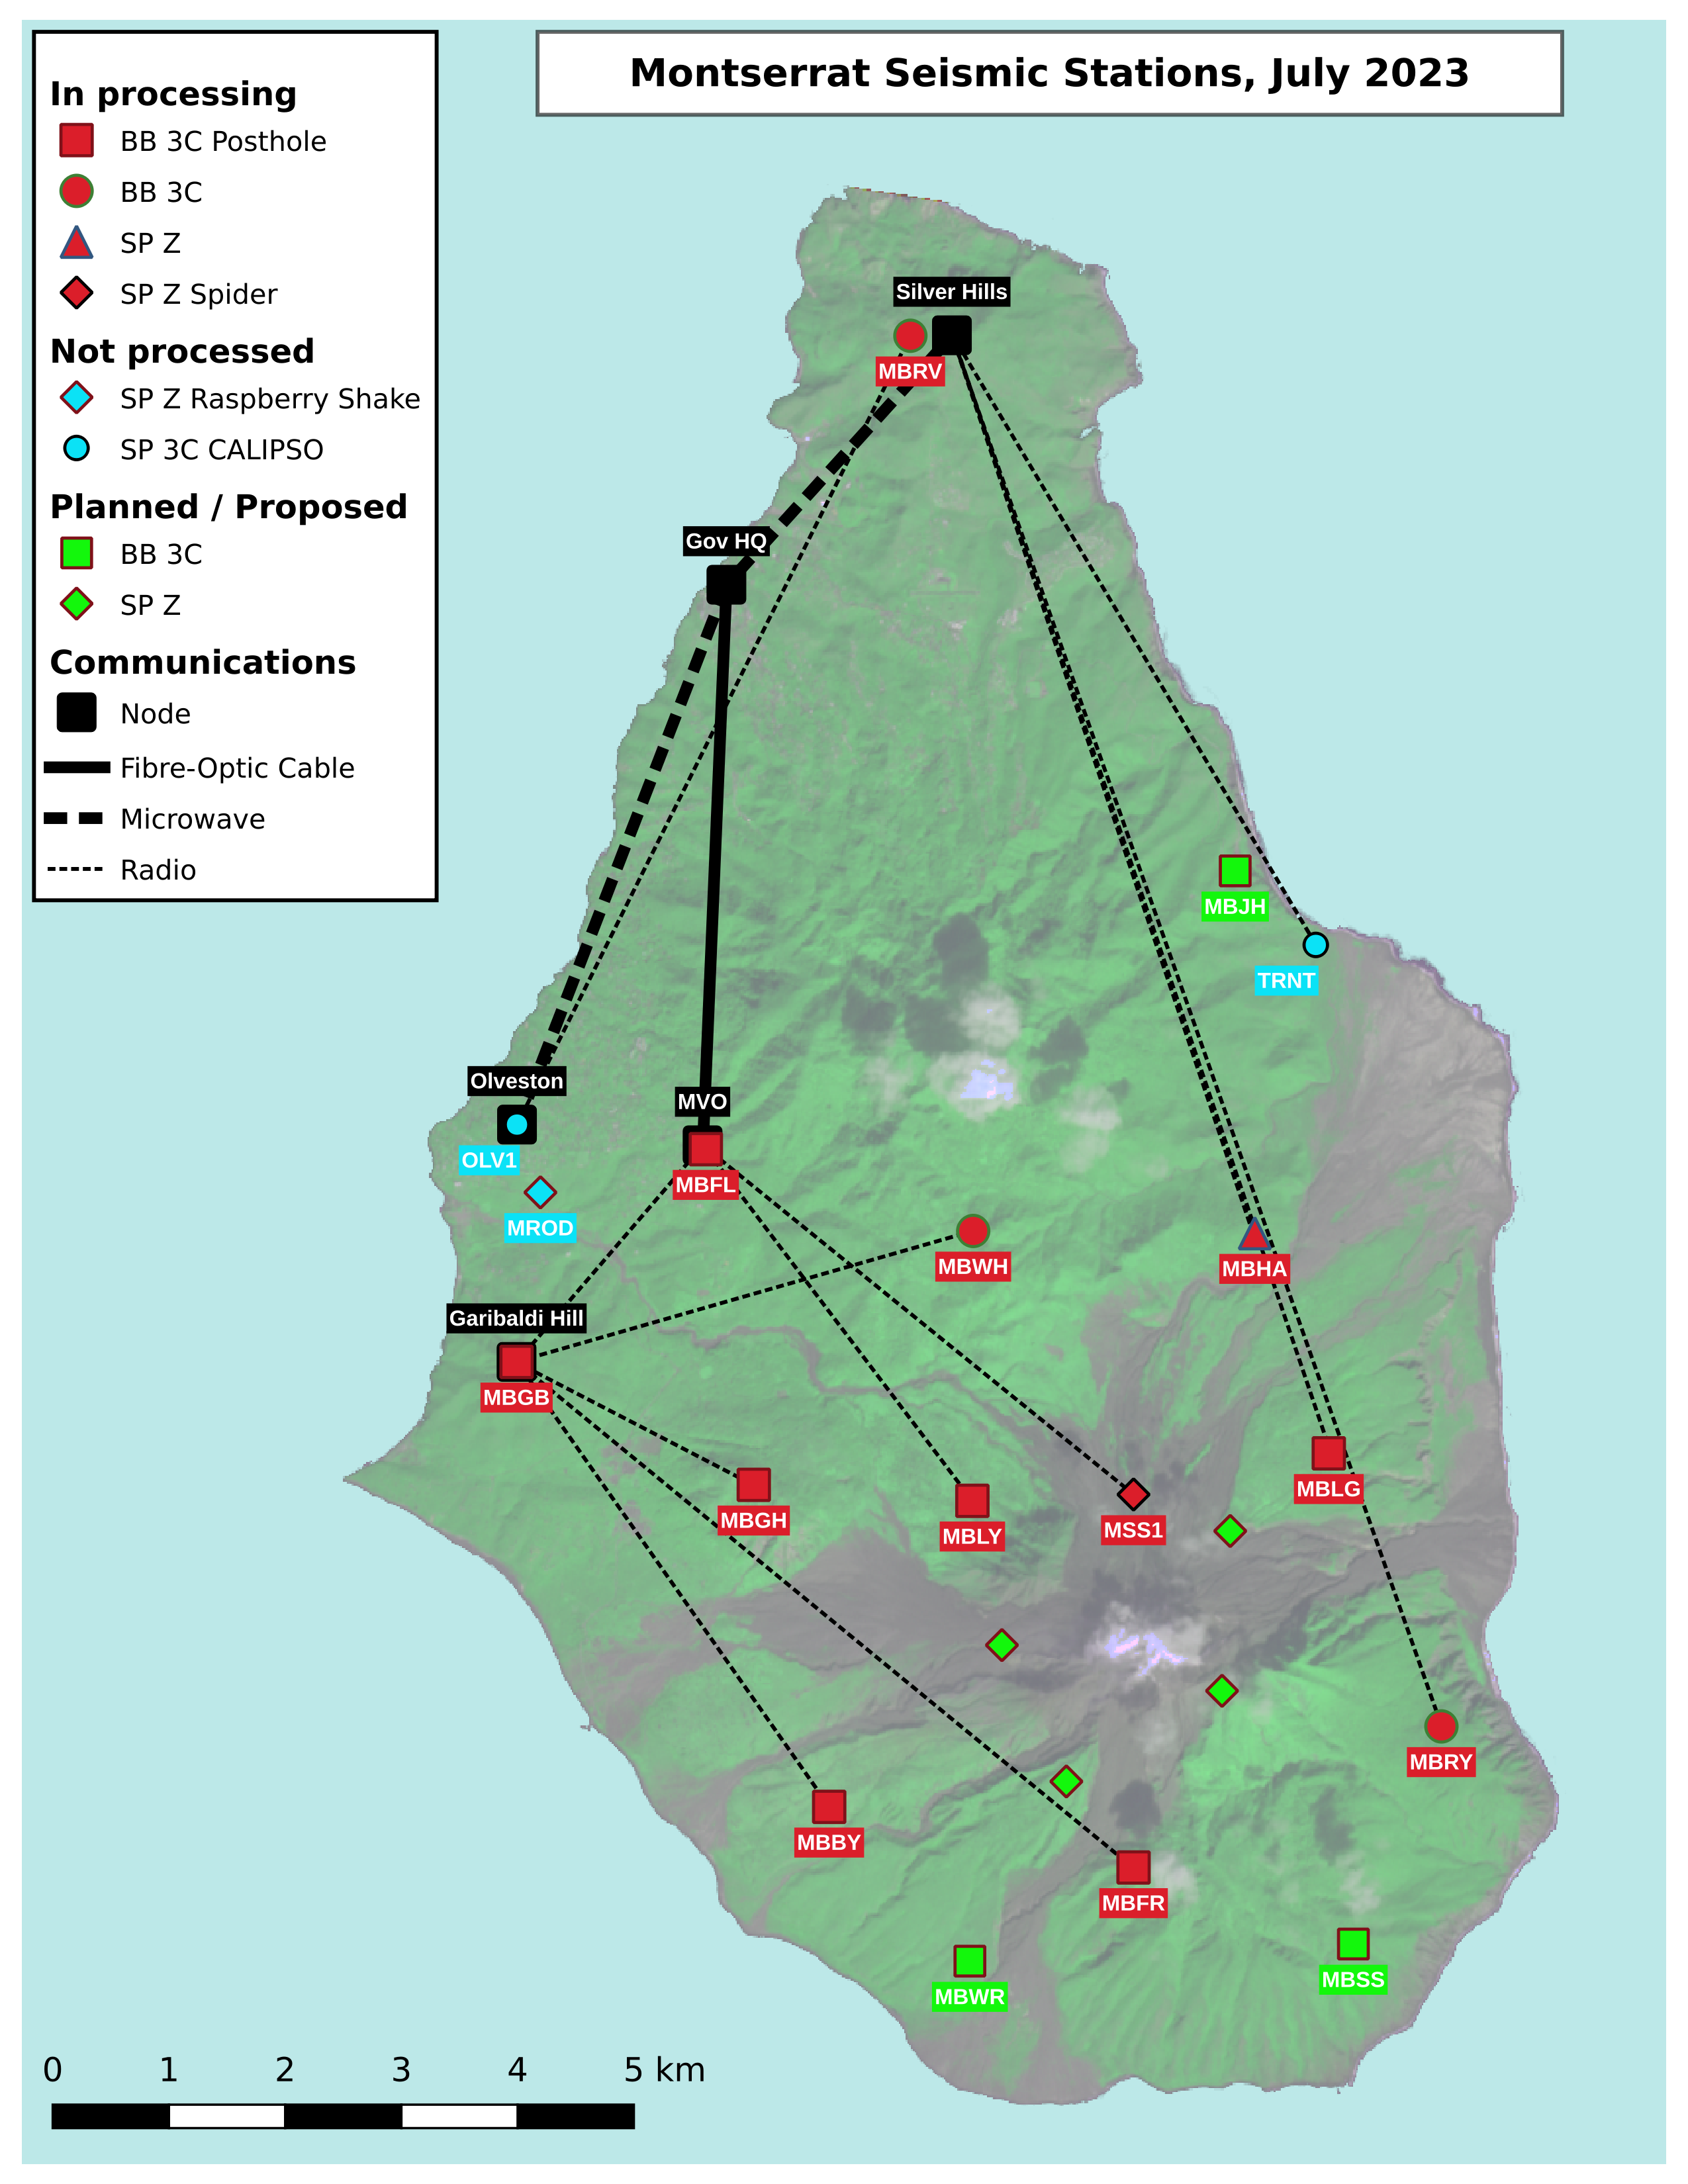 Montserrat Seismic Stations, July 2023
In processing
BB 3C Posthole
BB 3C
SP Z
SP Z Spider
Not processed
SP Z Raspberry Shake
SP 3C CALIPSO
Planned / Proposed
BB 3C
SP Z
Communications
Node
Fibre-Optic Cable
Microwave
Radio
Silver Hills
MBRV
Gov HQ
MBJH
TRNT
Olveston
MVO
OLV1
MBFL
MROD
MBWH
MBHA
Garibaldi Hill
MBGB
MBLG
MBGH
MBLY
MSS1
MBRY
MBBY
MBFR
MBSS
MBWR
0 1 2 3 4 5 km